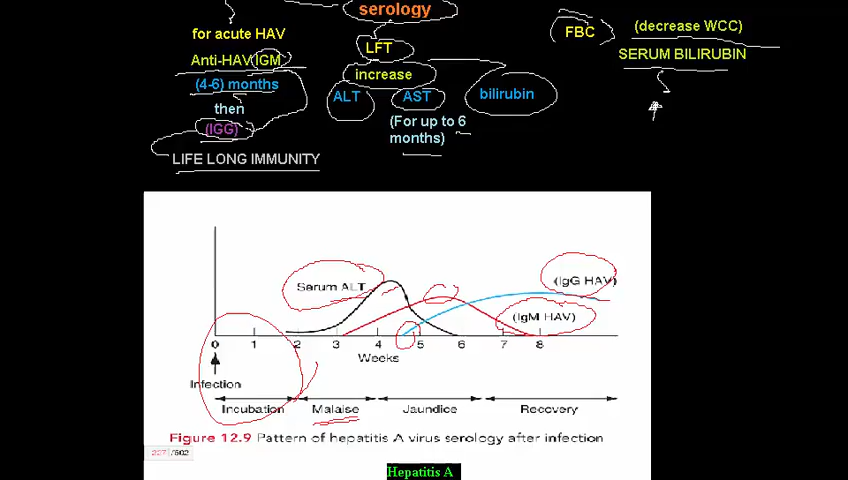 serology
for acute HAV
Anti-HAV IGM
(4-6) months
then
(IGG)
LIFE LONG IMMUNITY
LFT
increase
ALT AST bilirubin
(For up to 6
months)
FBC
(decrease WCC)
SERUM BILIRUBIN
Serum ALT
(IgG HAV)
(IgM HAV)
0 1 2 3 4 5 6 7 8
Weeks
Infection
Incubation Malaise Jaundice Recovery
Figure 12.9 Pattern of hepatitis A virus serology after infection
227 /602
Hepatitis A